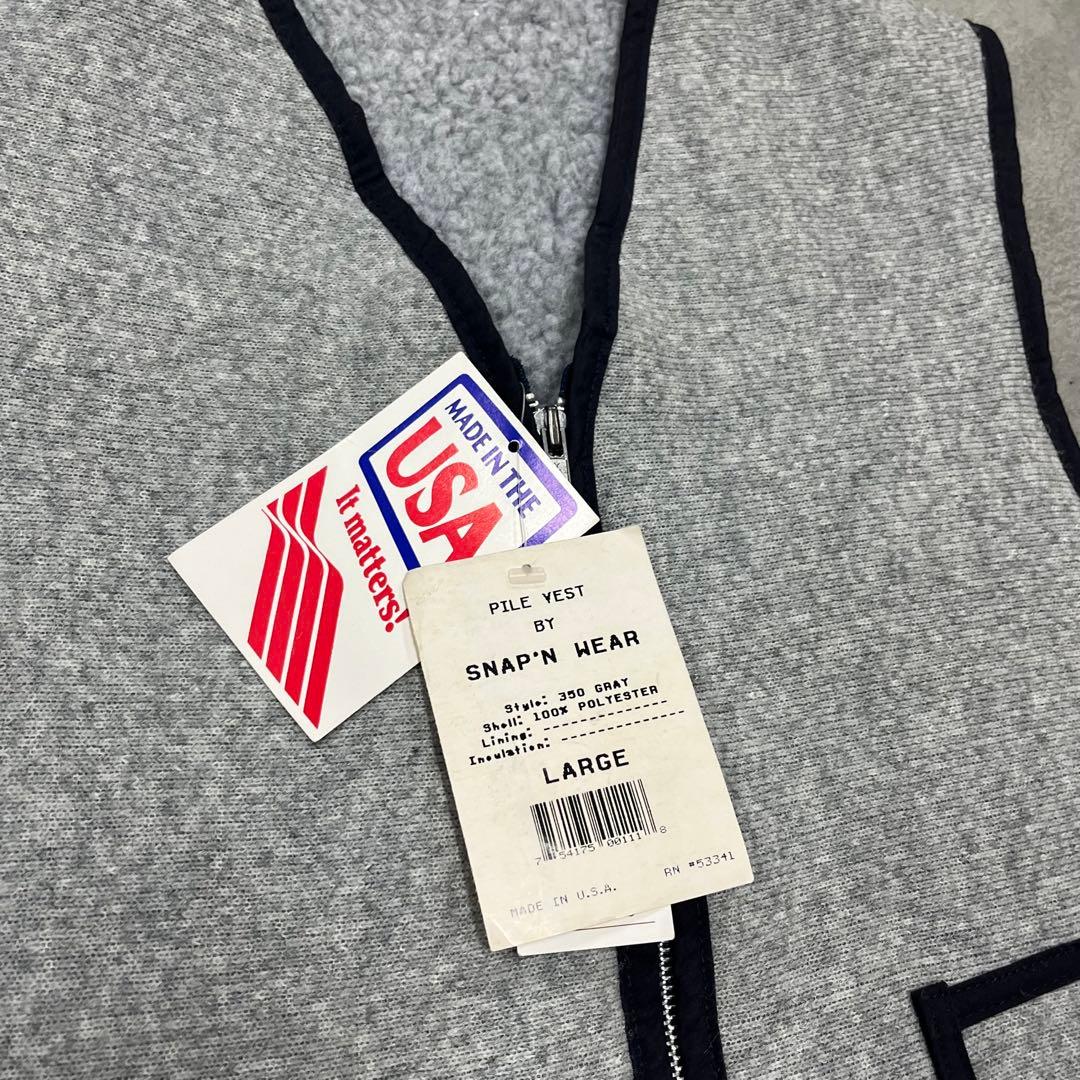 MADE IN THE
USA
It matters!
PILE VEST
BY
SNAP'N WEAR
Style: 350 GRAY
Shell: 100% POLYESTER
Lining: --------------
Insulation: --------------
LARGE
7 54175 00111 8
MADE IN U.S.A. RN #53341